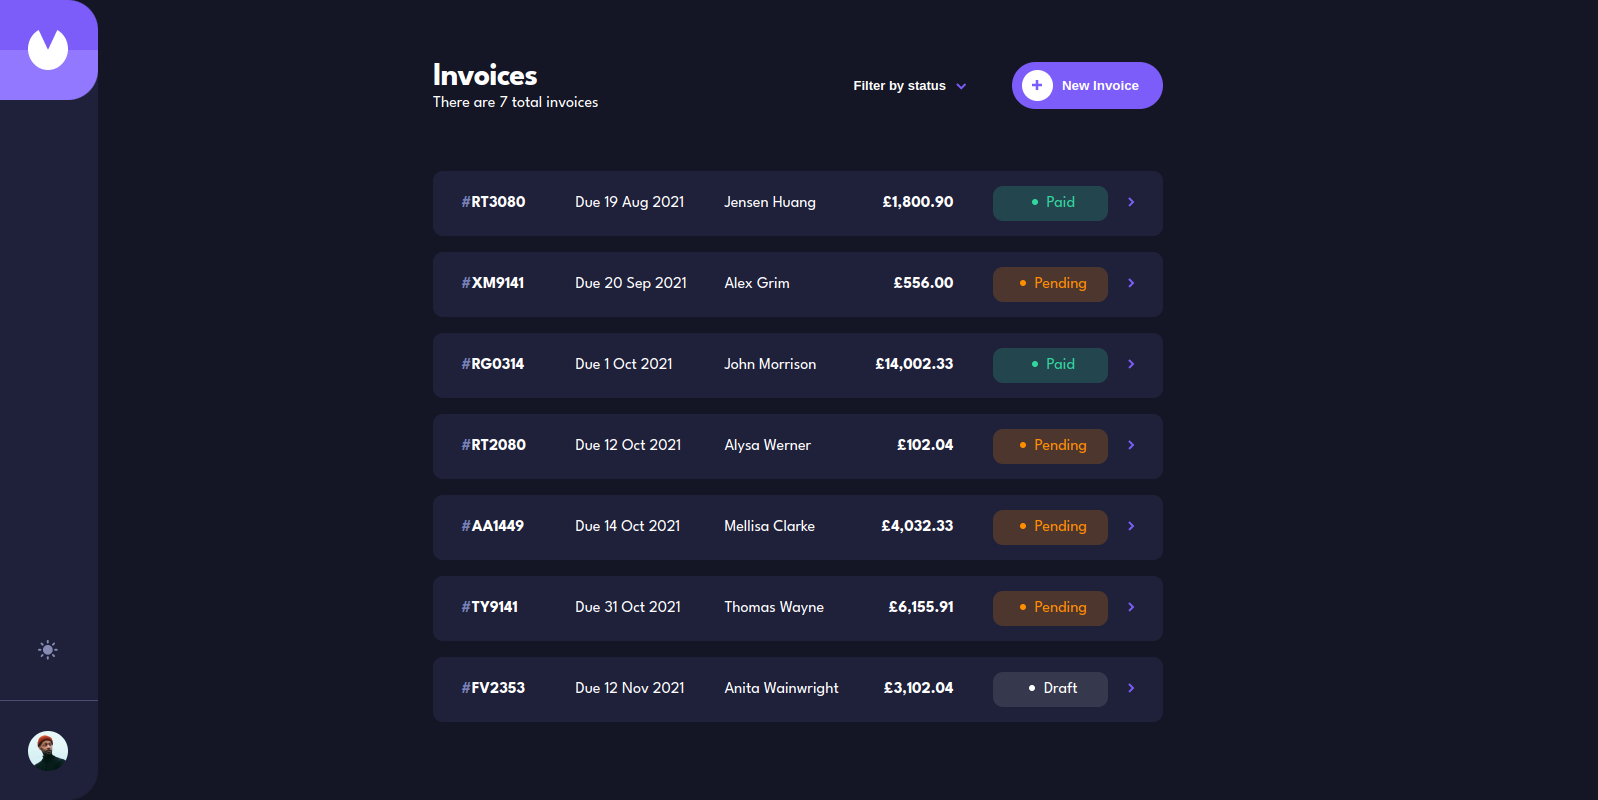 Invoices
There are 7 total invoices
Filter by status
New Invoice
#RT3080 Due 19 Aug 2021 Jensen Huang £1,800.90 Paid
#XM9141 Due 20 Sep 2021 Alex Grim £556.00 Pending
#RG0314 Due 1 Oct 2021 John Morrison £14,002.33 Paid
#RT2080 Due 12 Oct 2021 Alysa Werner £102.04 Pending
#AA1449 Due 14 Oct 2021 Mellisa Clarke £4,032.33 Pending
#TY9141 Due 31 Oct 2021 Thomas Wayne £6,155.91 Pending
#FV2353 Due 12 Nov 2021 Anita Wainwright £3,102.04 Draft